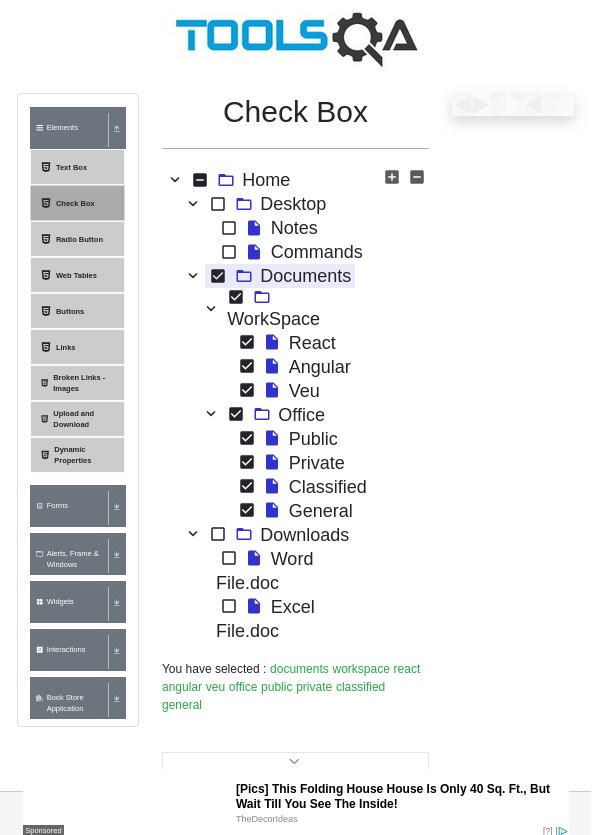 TOOLSQA
Elements
Text Box
Check Box
Radio Button
Web Tables
Buttons
Links
Broken Links -
Images
Upload and
Download
Dynamic
Properties
Forms
Alerts, Frame &
Windows
Widgets
Interactions
Book Store
Application
Check Box
Home
Desktop
Notes
Commands
Documents
WorkSpace
React
Angular
Veu
Office
Public
Private
Classified
General
Downloads
Word
File.doc
Excel
File.doc
You have selected : documents workspace react
angular veu office public private classified
general
[Pics] This Folding House House Is Only 40 Sq. Ft., But
Wait Till You See The Inside!
TheDecorIdeas
Sponsored
[?]